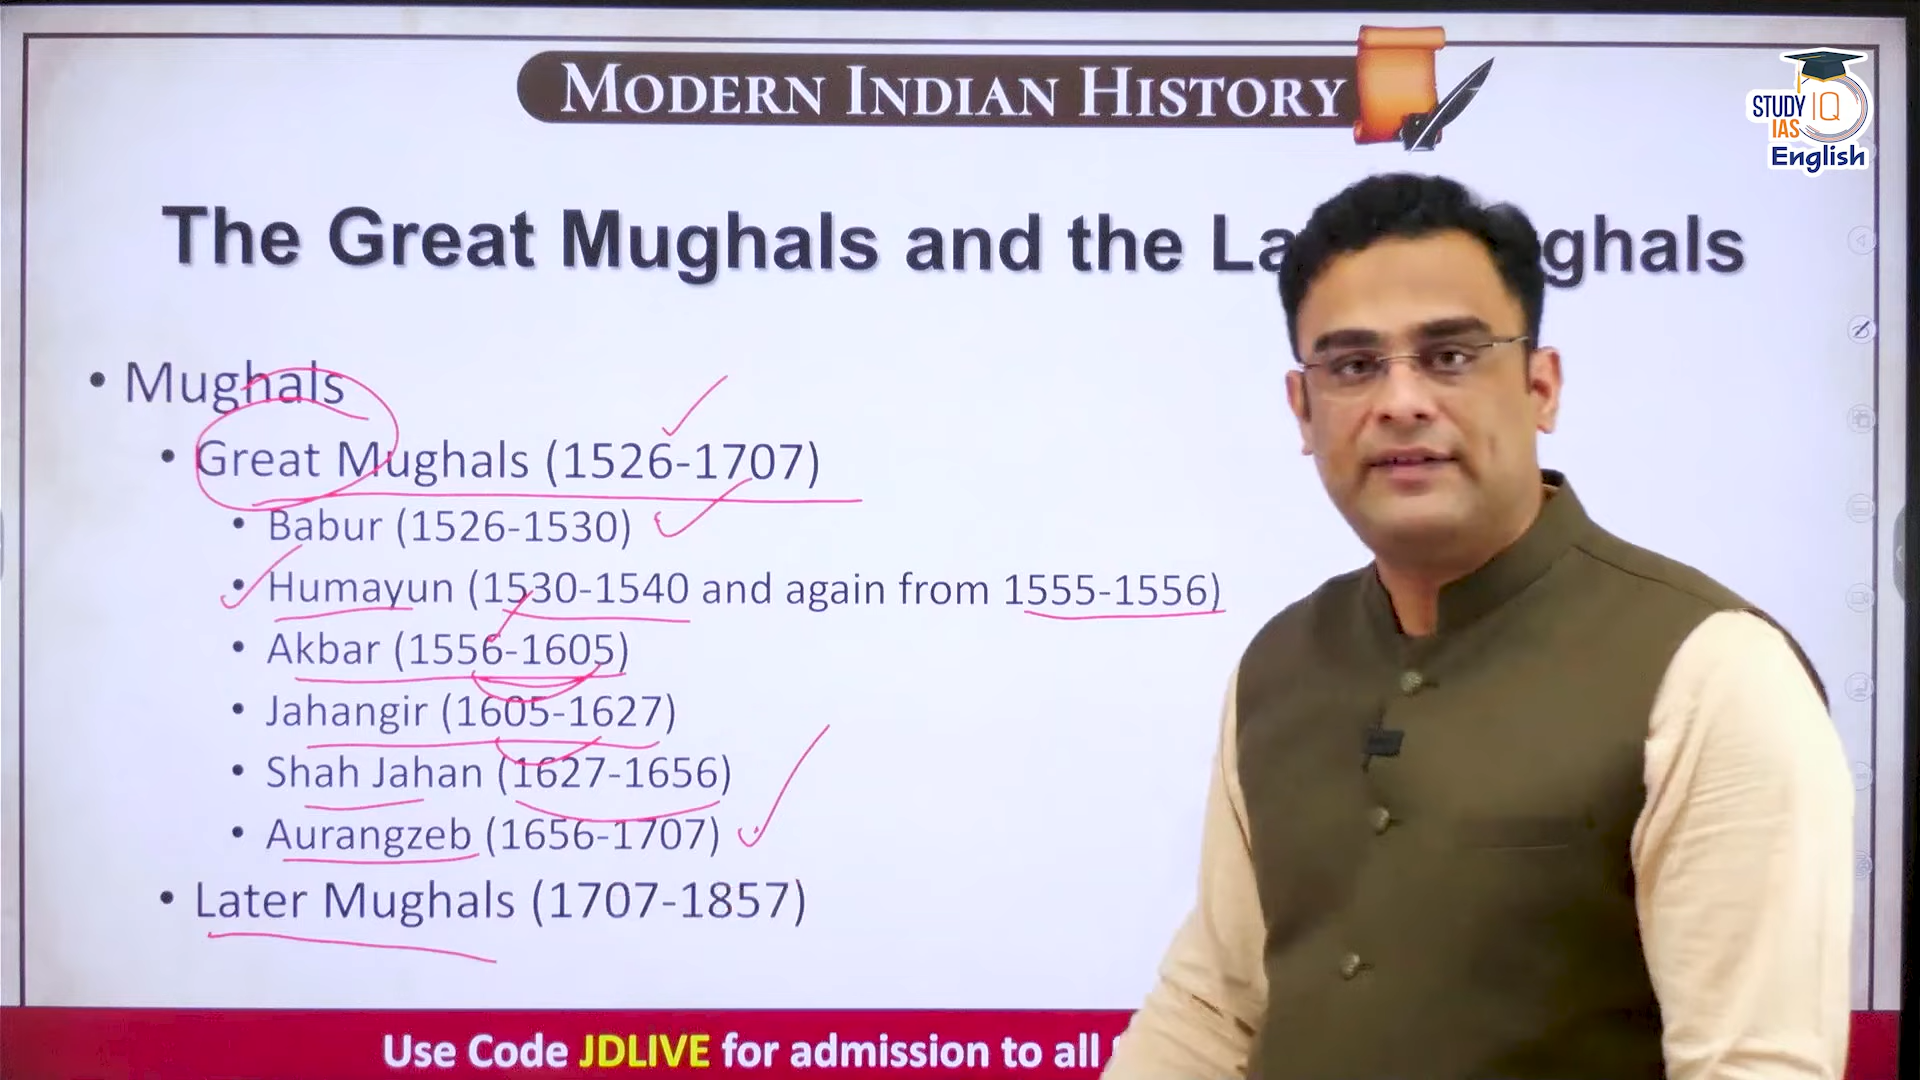 MODERN INDIAN HISTORY
STUDY IQ
IAS
English
The Great Mughals and the
• Mughals
• Great Mughals (1526-1707)
• Babur (1526-1530)
• Humayun (1530-1540 and again from 1555-1556)
• Akbar (1556-1605)
• Jahangir (1605-1627)
• Shah Jahan (1627-1656)
• Aurangzeb (1656-1707)
• Later Mughals (1707-1857)
Use Code JDLIVE for admission to all